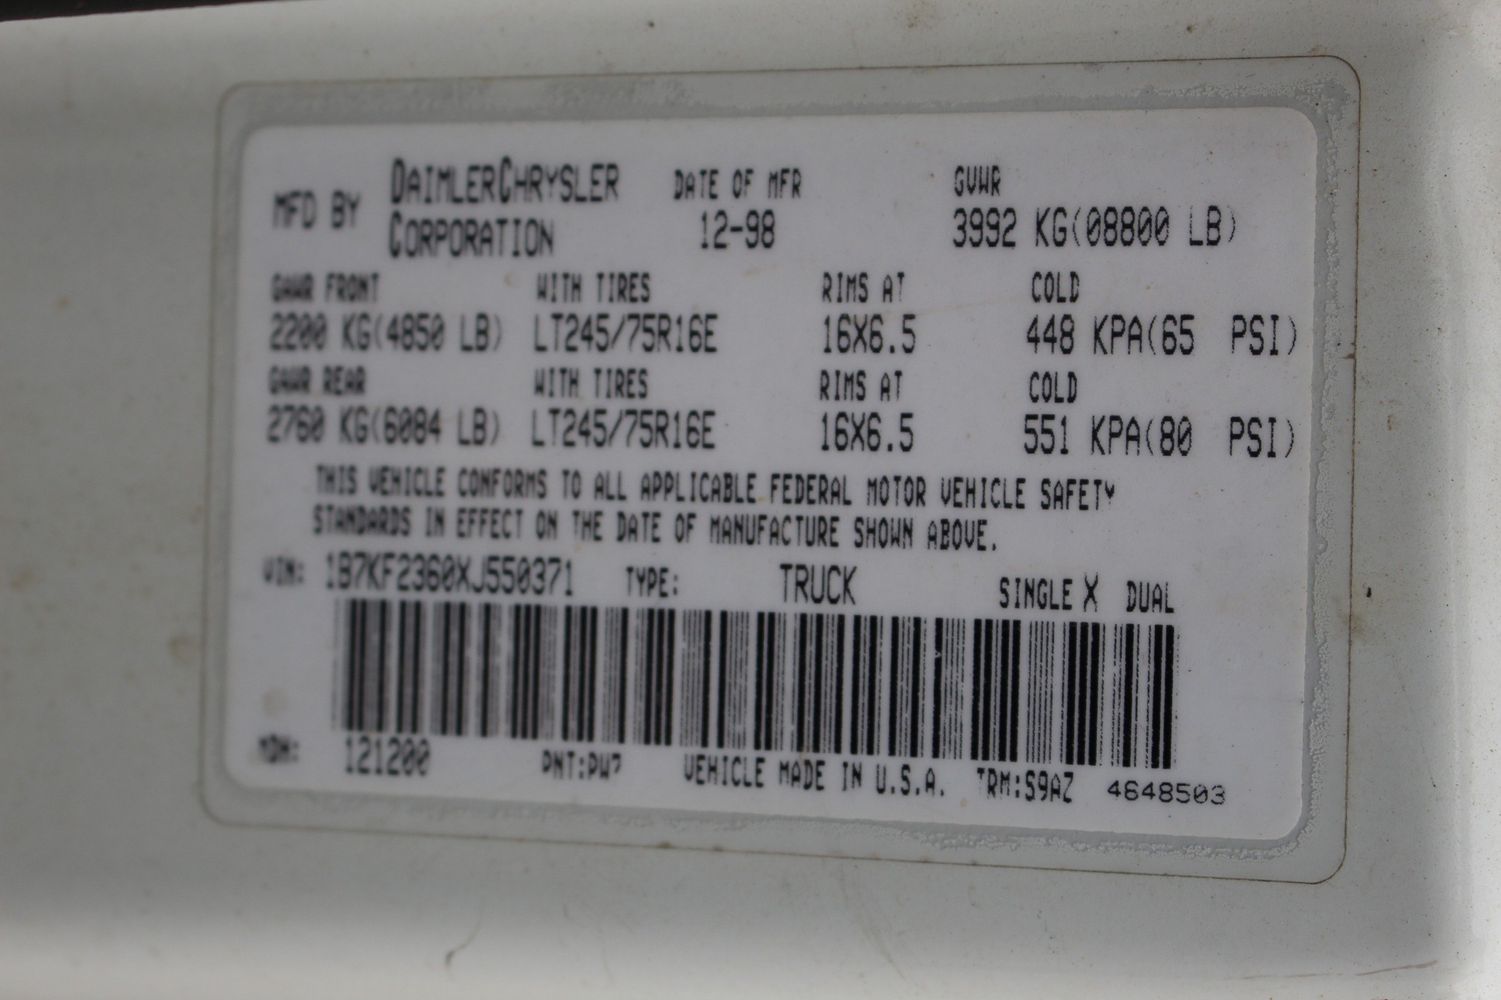 MFD BY DAIMLERCHRYSLER CORPORATION DATE OF MFR 12-98 GVWR 3992 KG(08800 LB)
GAWR FRONT WITH TIRES RIMS AT COLD
2200 KG(4850 LB) LT245/75R16E 16X6.5 448 KPA(65 PSI)
GAWR REAR WITH TIRES RIMS AT COLD
2760 KG(6084 LB) LT245/75R16E 16X6.5 551 KPA(80 PSI)
THIS VEHICLE CONFORMS TO ALL APPLICABLE FEDERAL MOTOR VEHICLE SAFETY
STANDARDS IN EFFECT ON THE DATE OF MANUFACTURE SHOWN ABOVE.
VIN: 1B7KF2360XJ550371 TYPE: TRUCK SINGLE X DUAL
MDH: 121200 PNT:PW7 VEHICLE MADE IN U.S.A. TRM:S9AZ 4648503